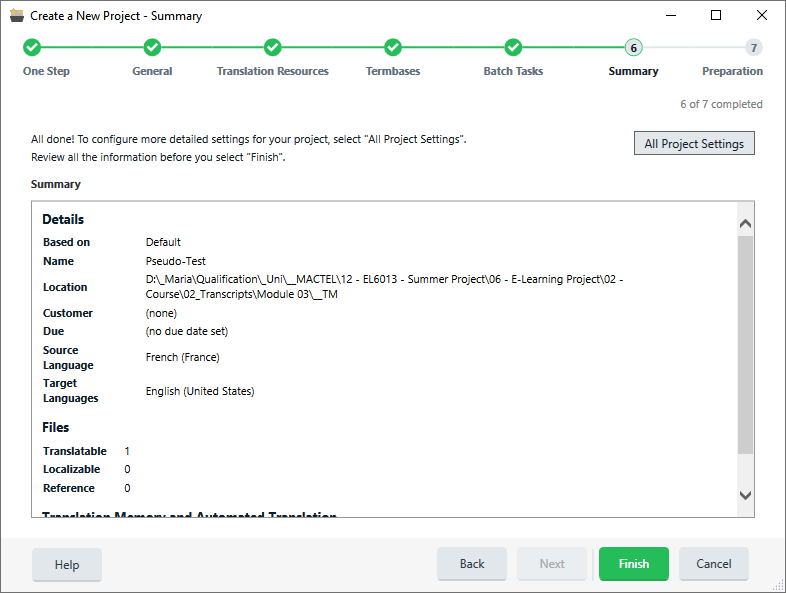 Create a New Project - Summary
One Step
General
Translation Resources
Termbases
Batch Tasks
6
Summary
7
Preparation
6 of 7 completed
All done! To configure more detailed settings for your project, select "All Project Settings".
Review all the information before you select "Finish".
All Project Settings
Summary
Details
Based on Default
Name Pseudo-Test
Location D:\_Maria\Qualification\_Uni\__MACTEL\12 - EL6013 - Summer Project\06 - E-Learning Project\02 -
Course\02_Transcripts\Module 03\__TM
Customer (none)
Due (no due date set)
Source
Language French (France)
Target
Languages English (United States)
Files
Translatable 1
Localizable 0
Reference 0
Translation Memory and Automated Translation
Help
Back
Next
Finish
Cancel